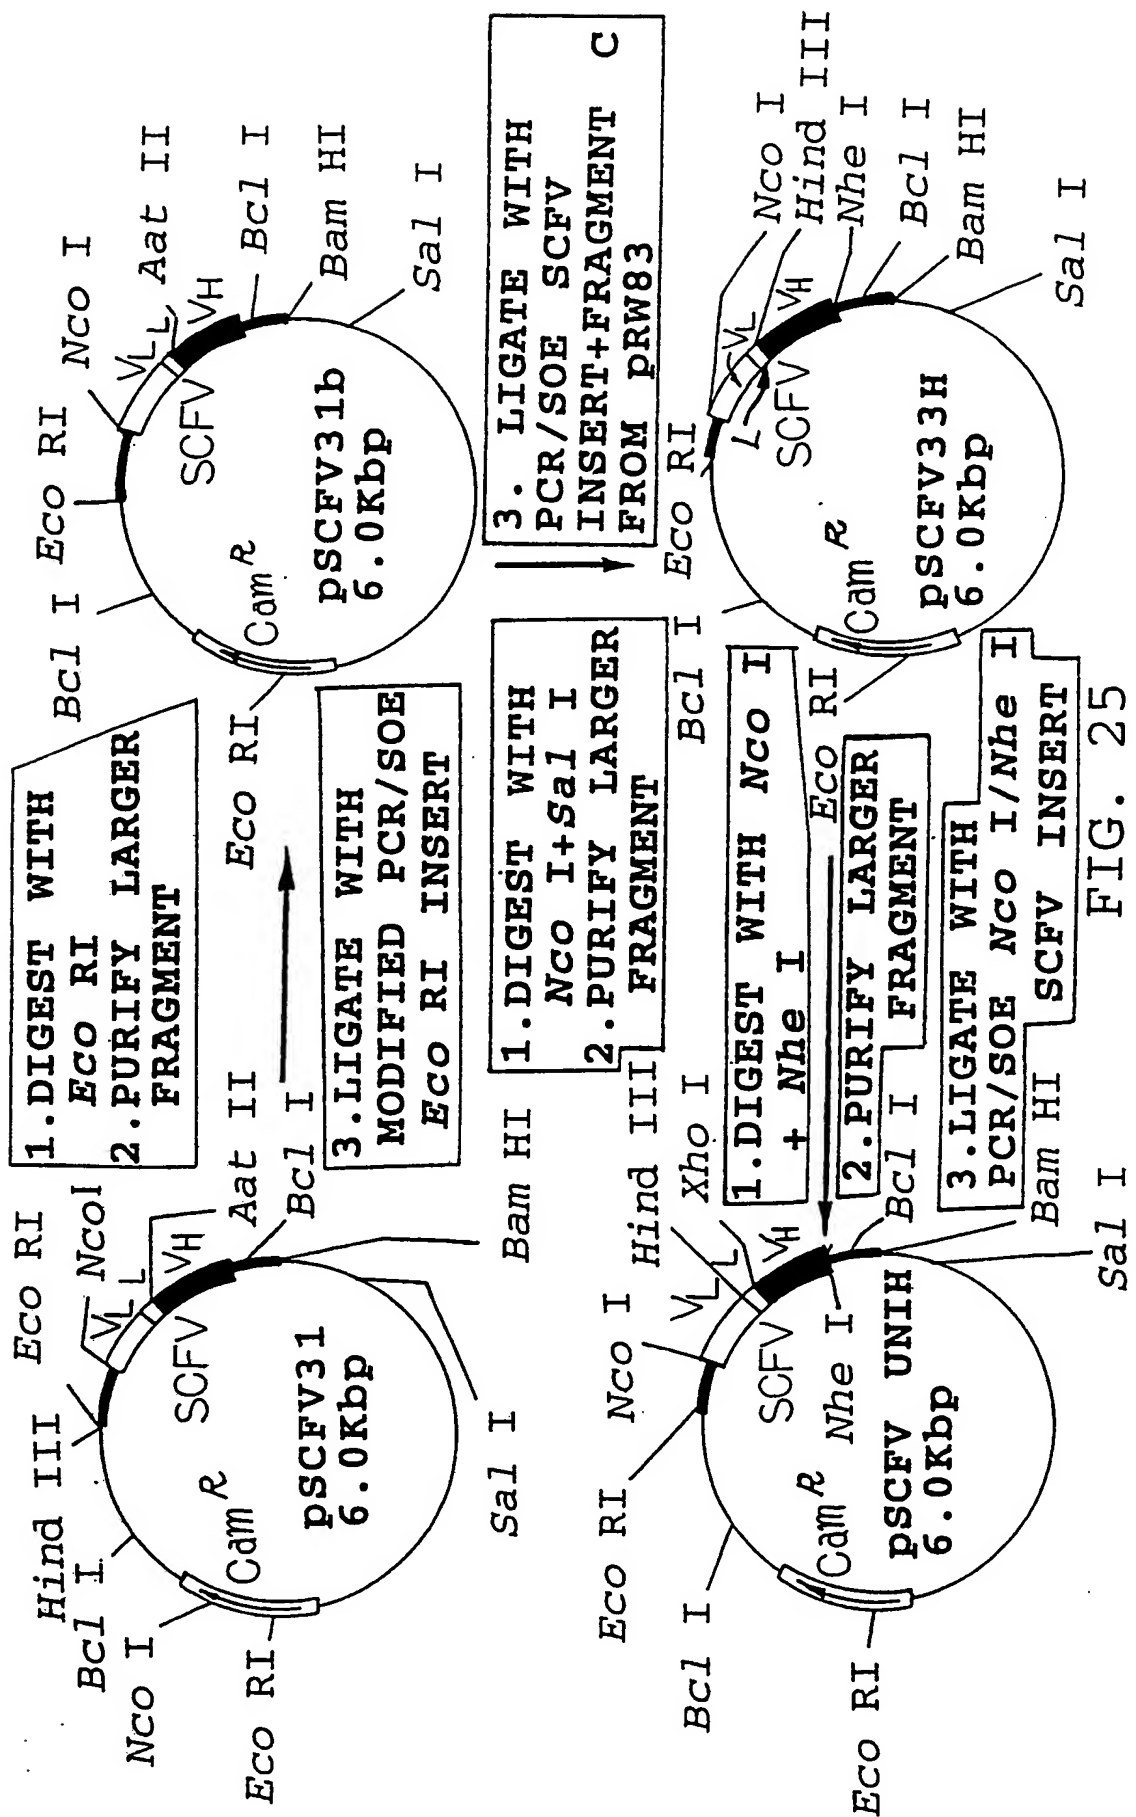 Hind III
Eco RI
NcoI
Bcl I
Nco I
VL
L
VH
Aat II
Bcl I
SCFV
Cam R
pSCFV31
6.0Kbp
Eco RI
Sal I
Bam HI
1.DIGEST WITH
Eco RI
2.PURIFY LARGER
FRAGMENT
3.LIGATE WITH
MODIFIED PCR/SOE
Eco RI INSERT
Bcl I
Eco RI
Nco I
VL
L
VH
Aat II
Bcl I
Bam HI
Sal I
SCFV
Cam R
pSCFV31b
6.0Kbp
Eco RI
1.DIGEST WITH
Nco I+Sal I
2.PURIFY LARGER
FRAGMENT
3. LIGATE WITH
PCR/SOE SCFV
INSERT+FRAGMENT C
FROM pRW83
Bcl I
Eco RI
Nco I
Hind III
Nhe I
Bcl I
Bam HI
Sal I
L
VL
VH
SCFV
Cam R
pSCFV33H
6.0Kbp
Eco RI
1.DIGEST WITH Nco I
+ Nhe I
2.PURIFY LARGER
FRAGMENT
3.LIGATE WITH
PCR/SOE Nco I/Nhe I
SCFV INSERT
Eco RI
Nco I
Hind III
Xho I
VL
L
VH
Bcl I
SCFV
Nhe I
Cam R
pSCFV UNIH
6.0Kbp
Eco RI
Bcl I
Bam HI
Sal I
FIG. 25